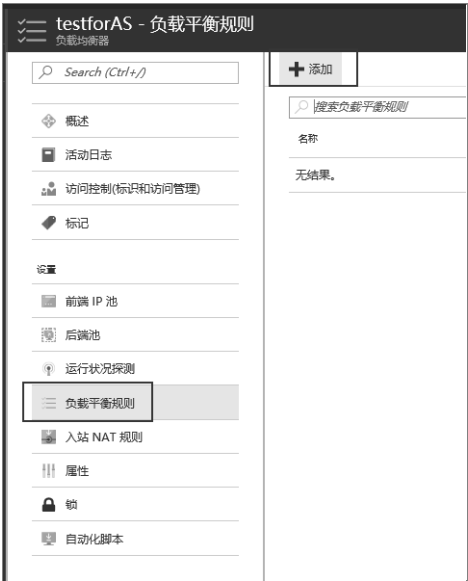 testforAS - 负载平衡规则
负载均衡器
Search (Ctrl+/)
概述
活动日志
访问控制(标识和访问管理)
标记
设置
前端 IP 池
后端池
运行状况探测
负载平衡规则
入站 NAT 规则
属性
锁
自动化脚本
添加
搜索负载平衡规则
名称
无结果。